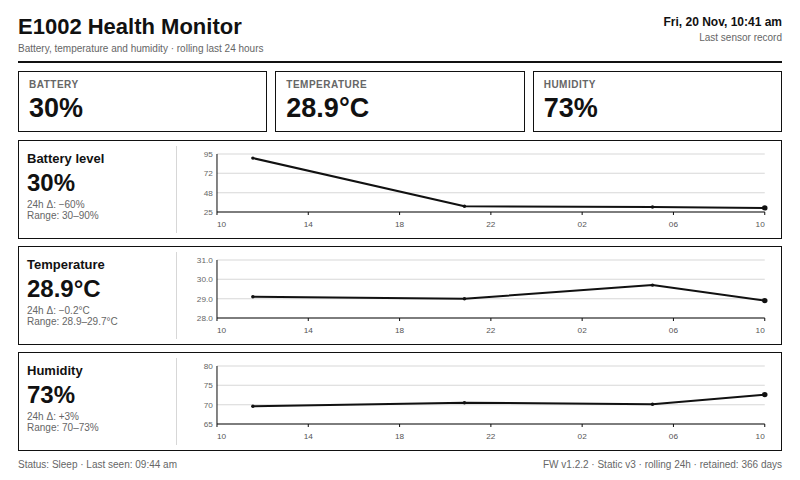 E1002 Health Monitor
Fri, 20 Nov, 10:41 am
Battery, temperature and humidity · rolling last 24 hours
Last sensor record
BATTERY
30%
TEMPERATURE
28.9°C
HUMIDITY
73%
Battery level
30%
24h Δ: −60%
Range: 30–90%
95
72
48
25
10 14 18 22 02 06 10
Temperature
28.9°C
24h Δ: −0.2°C
Range: 28.9–29.7°C
31.0
30.0
29.0
28.0
10 14 18 22 02 06 10
Humidity
73%
24h Δ: +3%
Range: 70–73%
80
75
70
65
10 14 18 22 02 06 10
Status: Sleep · Last seen: 09:44 am
FW v1.2.2 · Static v3 · rolling 24h · retained: 366 days